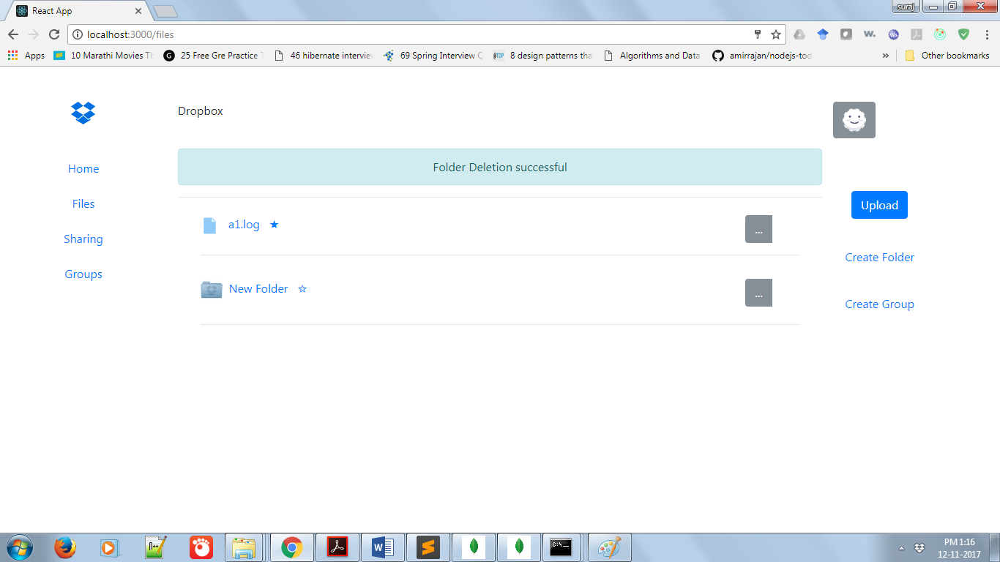 React App
suraj
localhost:3000/files
Apps
10 Marathi Movies Th
25 Free Gre Practice T
46 hibernate intervie
69 Spring Interview Q
8 design patterns tha
Algorithms and Data
amirrajan/nodejs-tod
»
Other bookmarks
Dropbox
Folder Deletion successful
Home
Files
Sharing
Groups
a1.log ★
...
New Folder ☆
...
Upload
Create Folder
Create Group
PM 1:16
12-11-2017